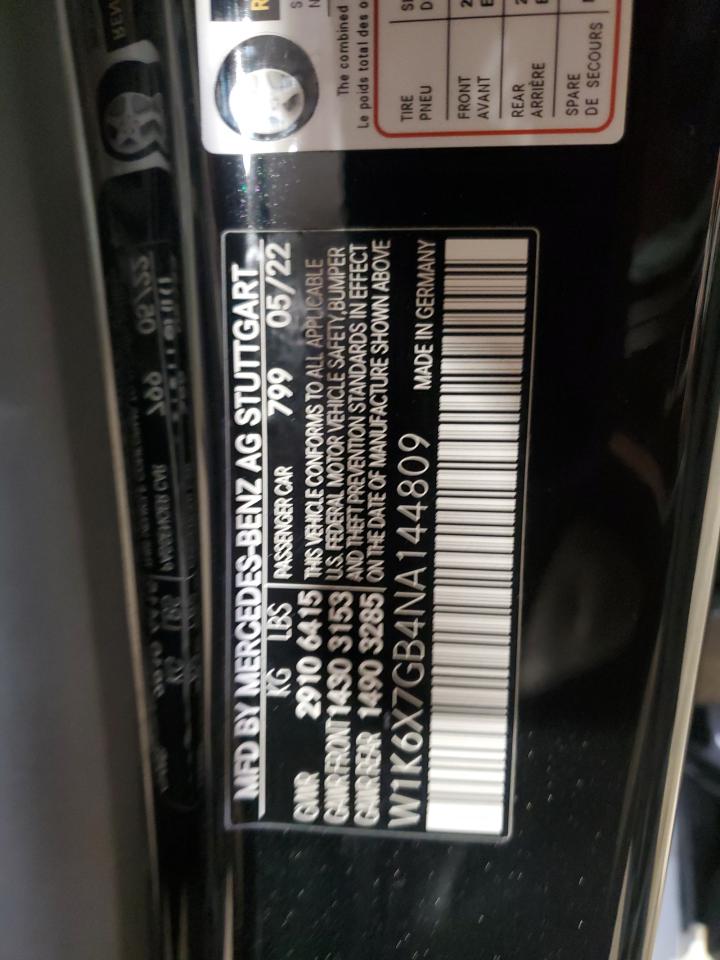 The combined
Le poids total des o
TIRE
PNEU
FRONT
AVANT
REAR
ARRIÈRE
SPARE
DE SECOURS
MFD BY MERCEDES-BENZ AG STUTTGART
KG LBS PASSENGER CAR 799 05/22
GVWR 2910 6415 THIS VEHICLE CONFORMS TO ALL APPLICABLE
GAWR FRONT 1430 3153 U.S. FEDERAL MOTOR VEHICLE SAFETY, BUMPER
GAWR REAR 1490 3285 AND THEFT PREVENTION STANDARDS IN EFFECT
ON THE DATE OF MANUFACTURE SHOWN ABOVE
W1K6X7GB4NA144809 MADE IN GERMANY